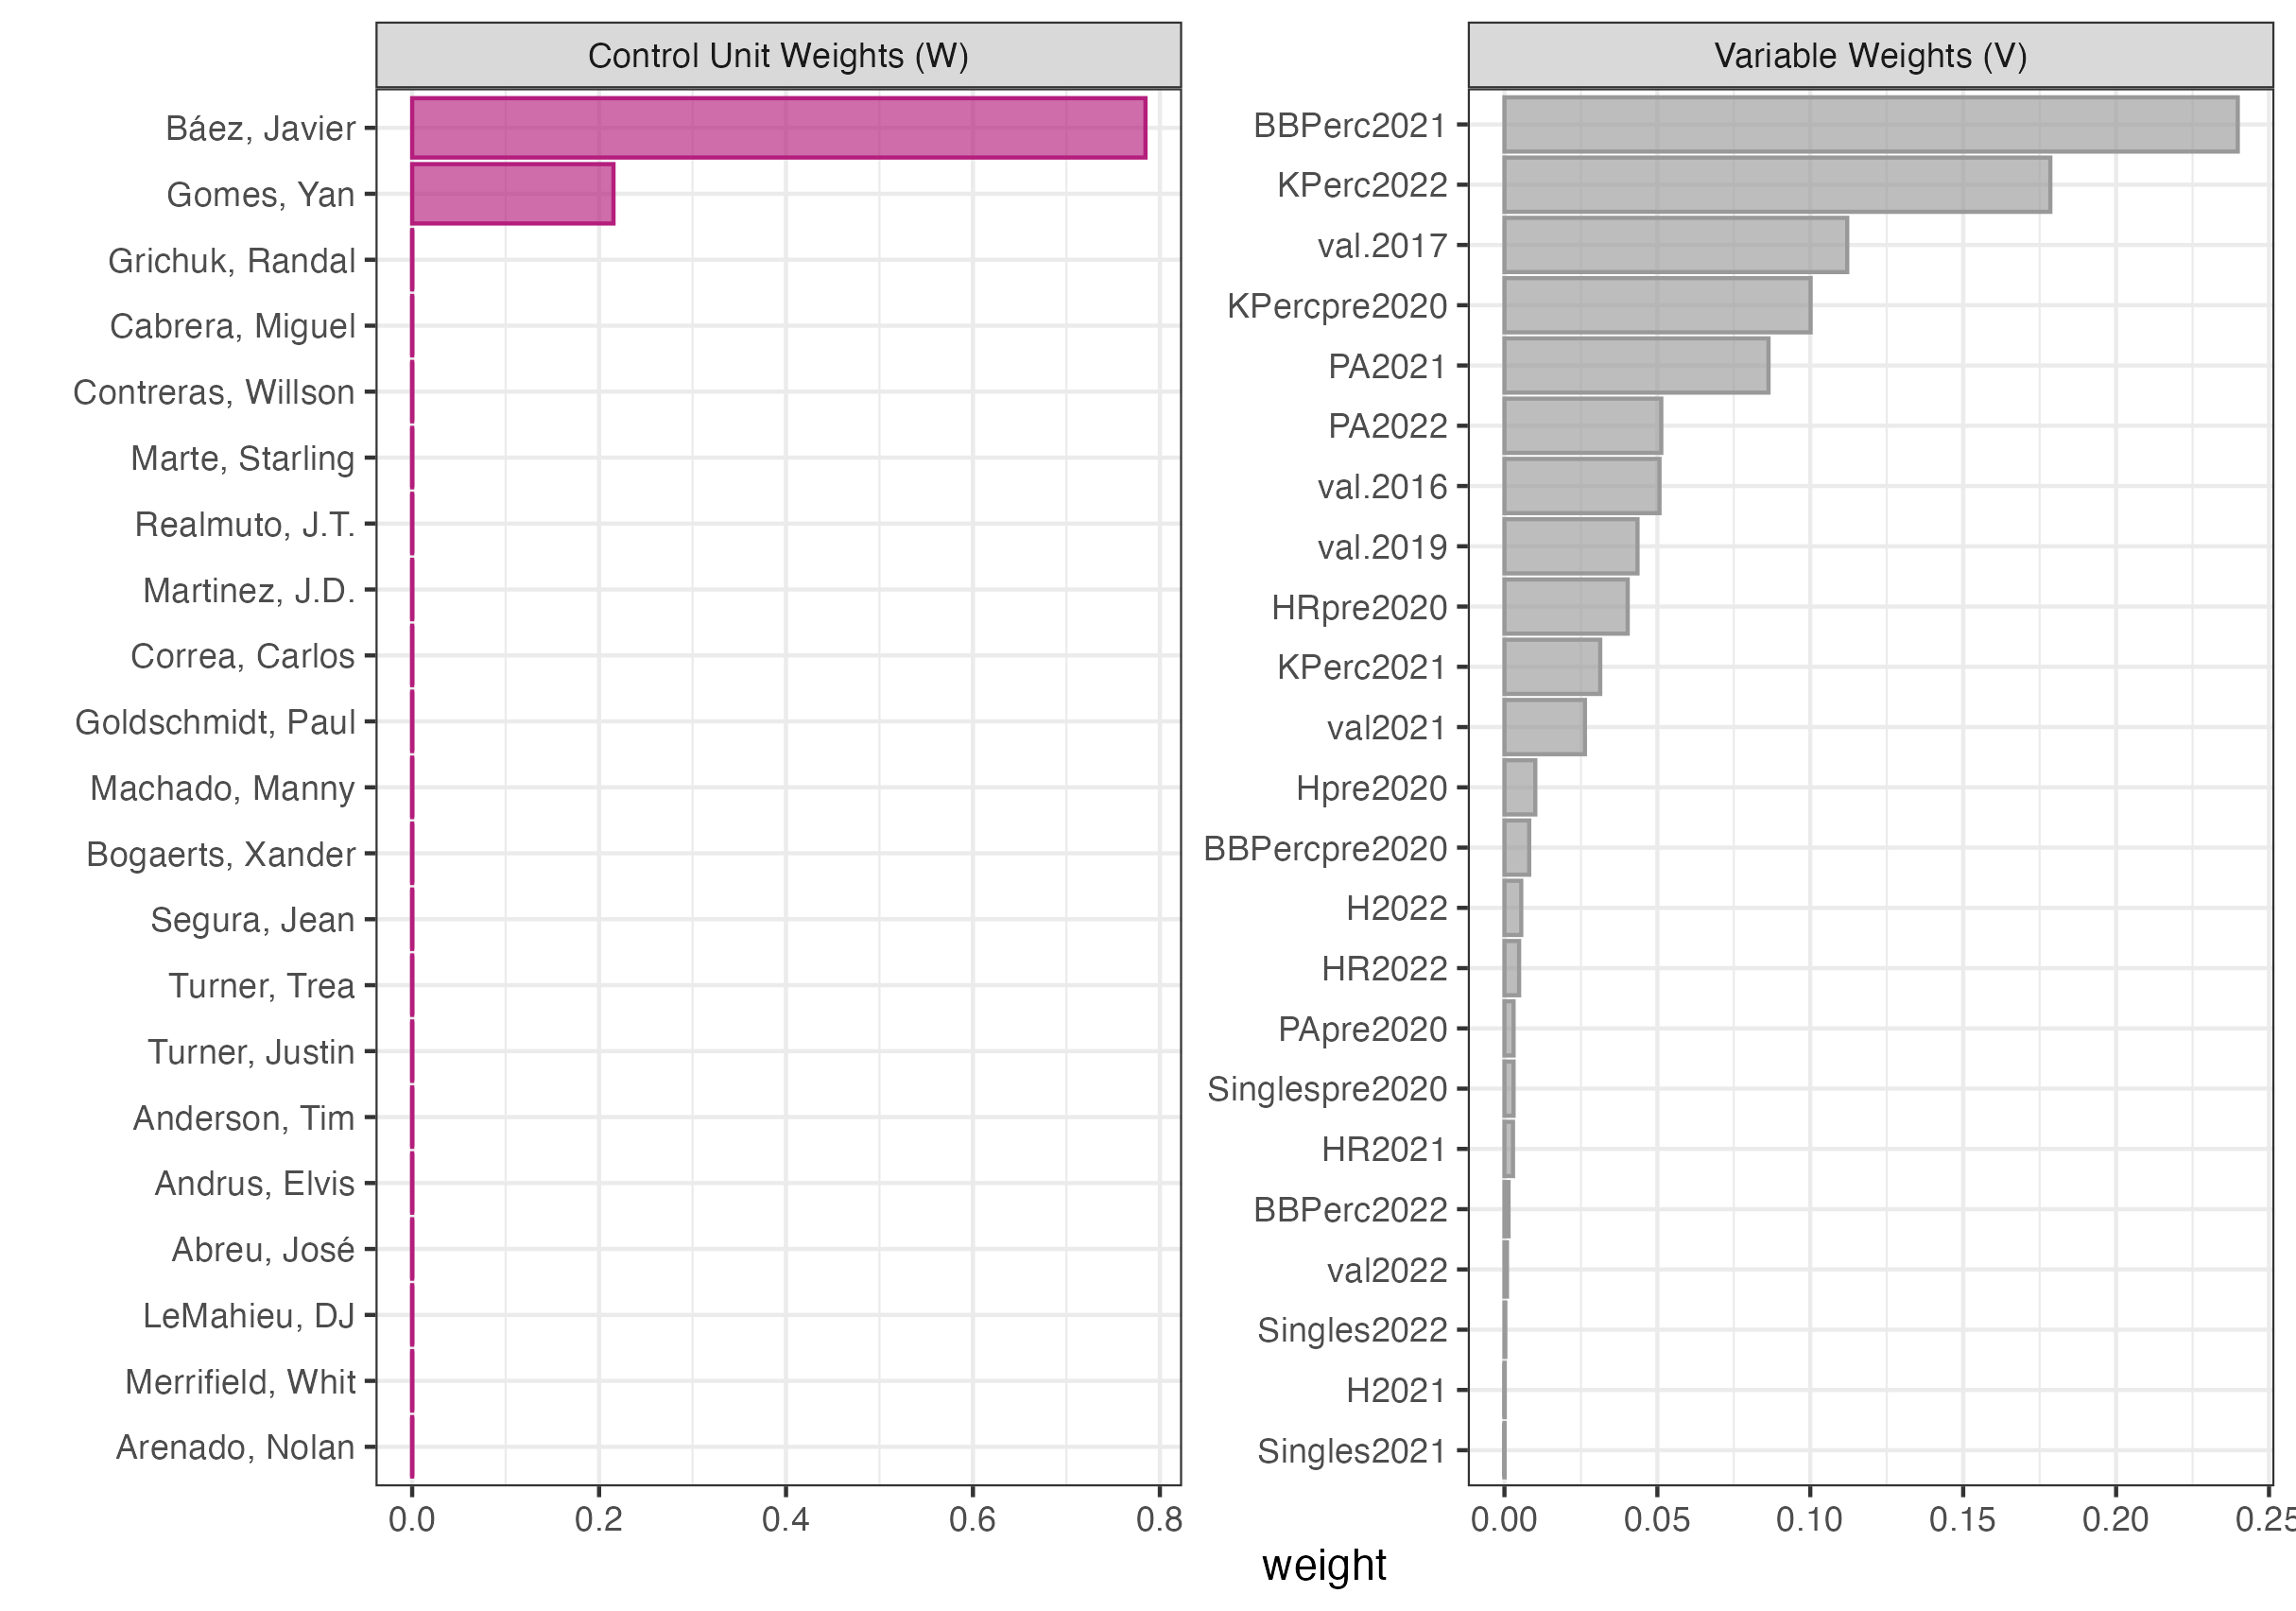 Control Unit Weights (W)
Báez, Javier
Gomes, Yan
Grichuk, Randal
Cabrera, Miguel
Contreras, Willson
Marte, Starling
Realmuto, J.T.
Martinez, J.D.
Correa, Carlos
Goldschmidt, Paul
Machado, Manny
Bogaerts, Xander
Segura, Jean
Turner, Trea
Turner, Justin
Anderson, Tim
Andrus, Elvis
Abreu, José
LeMahieu, DJ
Merrifield, Whit
Arenado, Nolan
0.0 0.2 0.4 0.6 0.8
Variable Weights (V)
BBPerc2021
KPerc2022
val.2017
KPercpre2020
PA2021
PA2022
val.2016
val.2019
HRpre2020
KPerc2021
val2021
Hpre2020
BBPercpre2020
H2022
HR2022
PApre2020
Singlespre2020
HR2021
BBPerc2022
val2022
Singles2022
H2021
Singles2021
0.00 0.05 0.10 0.15 0.20 0.25
weight